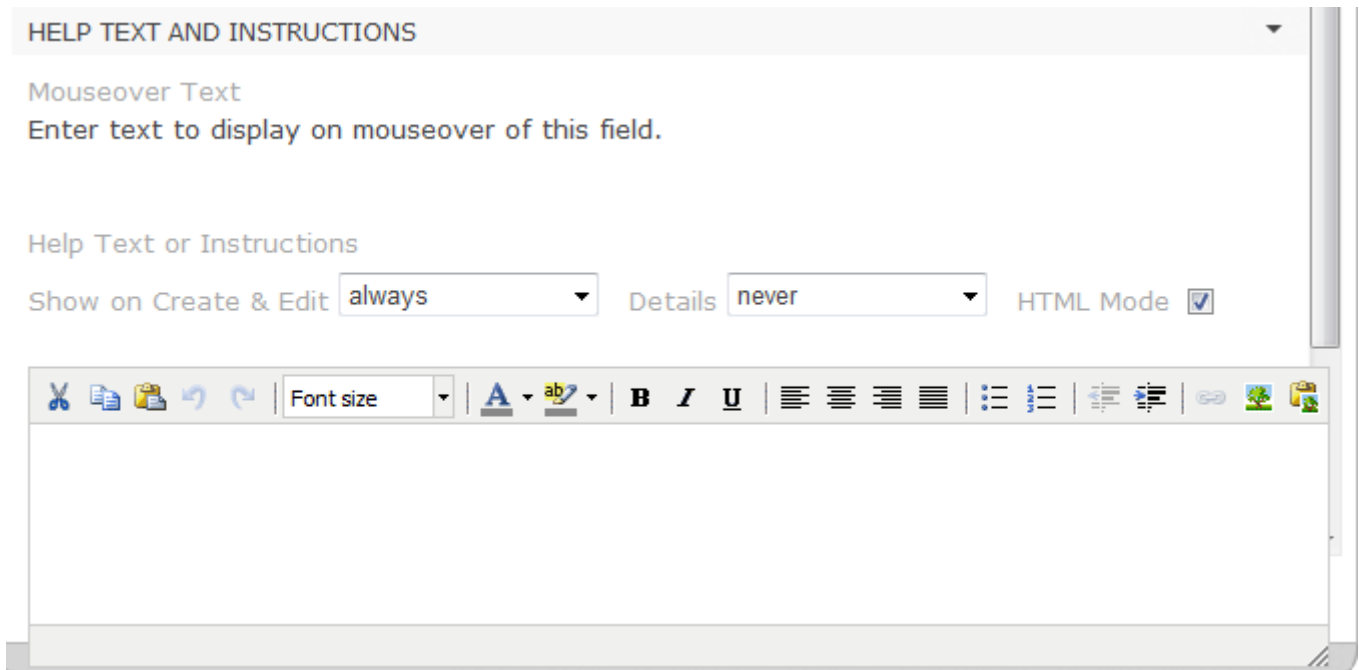 HELP TEXT AND INSTRUCTIONS
Mouseover Text
Enter text to display on mouseover of this field.
Help Text or Instructions
Show on Create & Edit always Details never HTML Mode
Font size A ab B I U